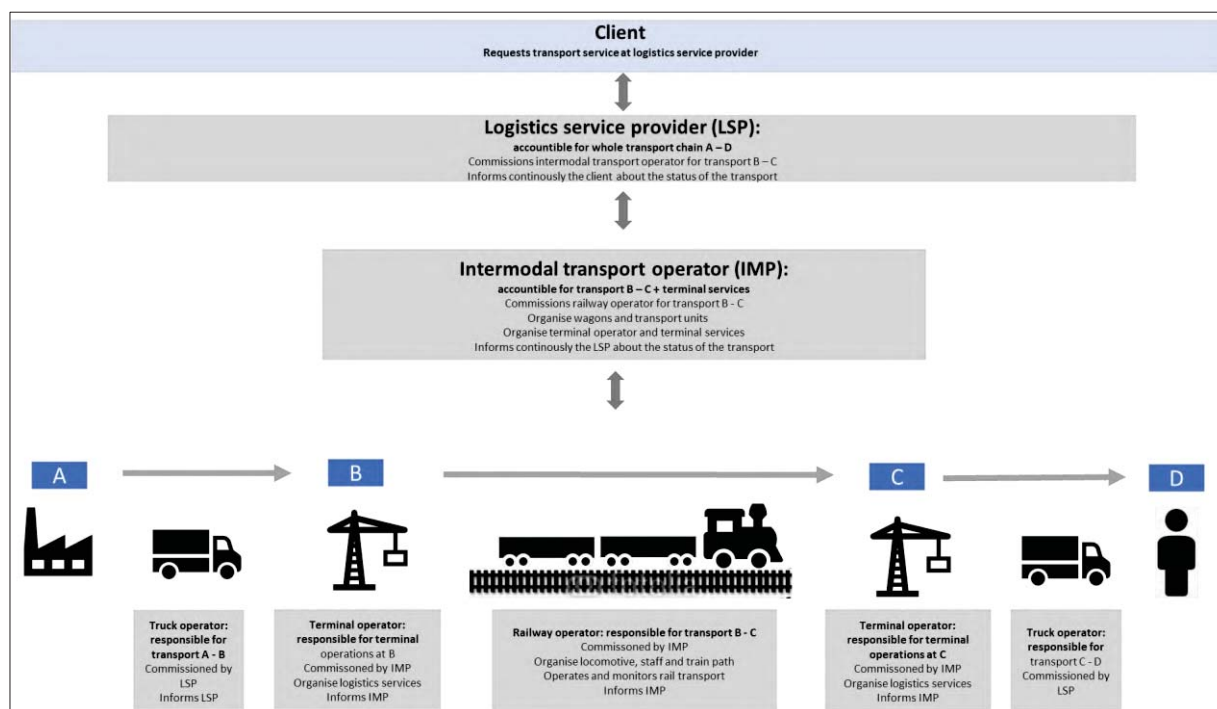 Client
Requests transport service at logistics service provider
Logistics service provider (LSP):
accountible for whole transport chain A – D
Commissions intermodal transport operator for transport B – C
Informs continously the client about the status of the transport
Intermodal transport operator (IMP):
accountible for transport B – C + terminal services
Commissions railway operator for transport B - C
Organise wagons and transport units
Organise terminal operator and terminal services
Informs continously the LSP about the status of the transport
A
B
C
D
Truck operator:
responsible for
transport A - B
Commissioned by
LSP
Informs LSP
Terminal operator:
responsible for terminal
operations at B
Commssoned by IMP
Organise logistics services
Informs IMP
Railway operator: responsible for transport B - C
Commissioned by IMP
Organise locomotive, staff and train path
Operates and monitors rail transport
Informs IMP
Terminal operator:
responsible for terminal
operations at C
Commssoned by IMP
Organise logistics services
Informs IMP
Truck operator:
responsible for
transport C - D
Commissioned by
LSP